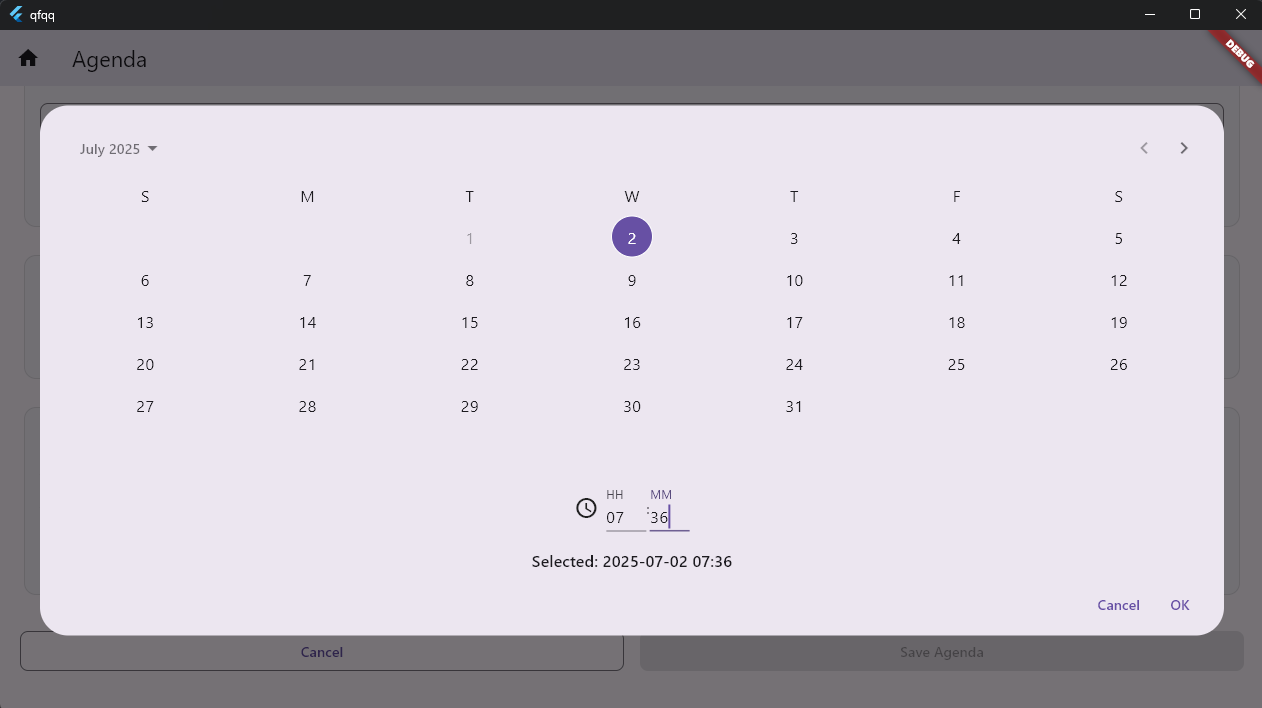 qfqq
Agenda
DEBUG
July 2025
S M T W T F S
1 2 3 4 5
6 7 8 9 10 11 12
13 14 15 16 17 18 19
20 21 22 23 24 25 26
27 28 29 30 31
HH MM
07 : 36
Selected: 2025-07-02 07:36
Cancel OK
Cancel Save Agenda